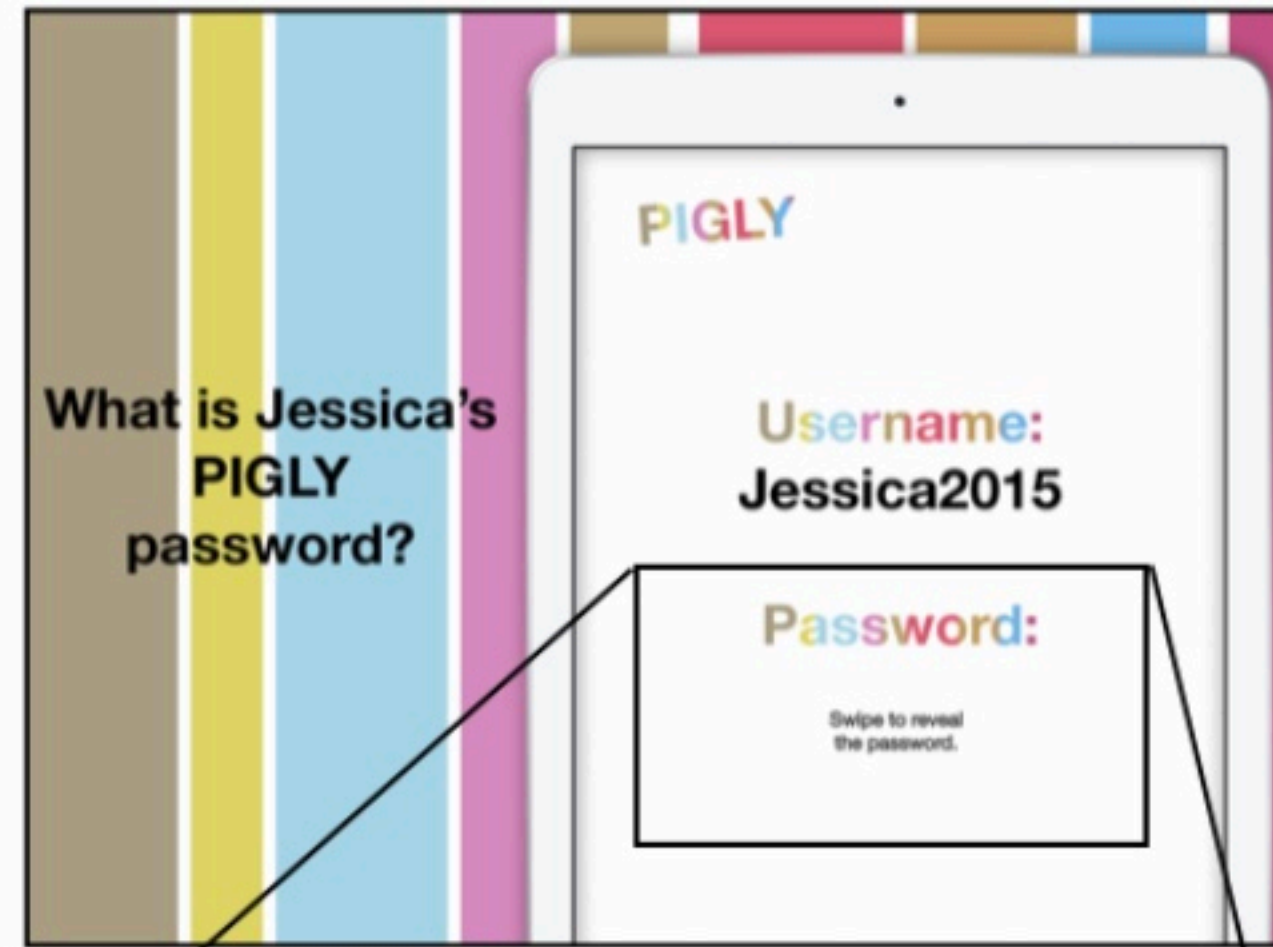 What is Jessica's
PIGLY
password?
PIGLY
Username:
Jessica2015
Password:
Swipe to reveal
the password.